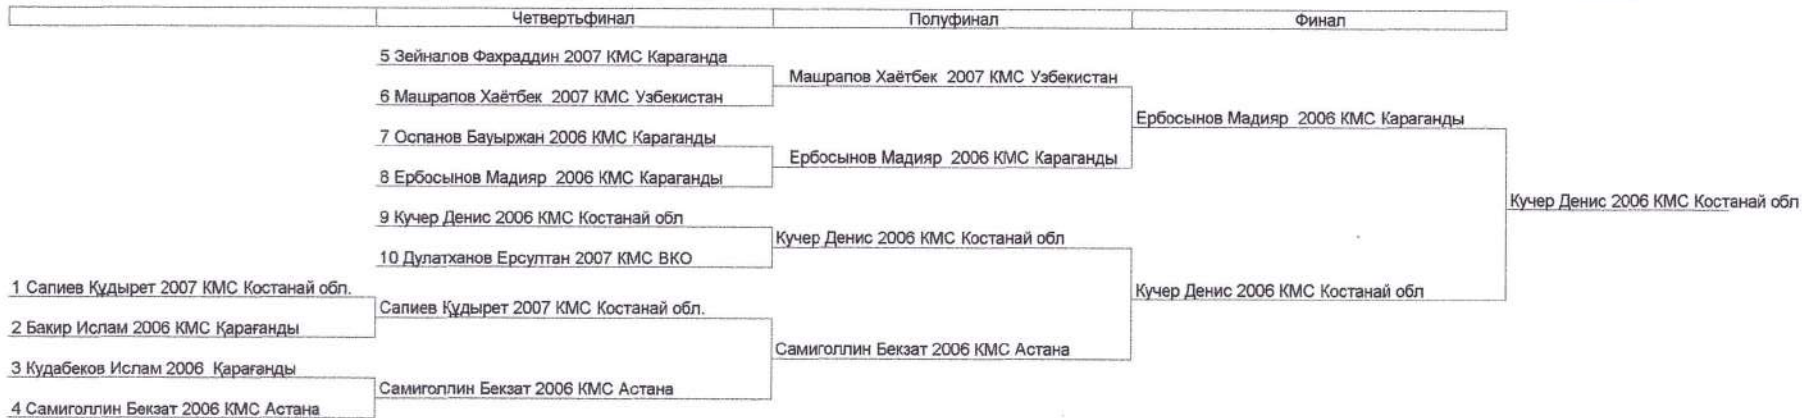 Четвертьфинал
Полуфинал
Финал
5 Зейналов Фахраддин 2007 КМС Караганда
Машрапов Хаётбек 2007 КМС Узбекистан
6 Машрапов Хаётбек 2007 КМС Узбекистан
Ербосынов Мадияр 2006 КМС Караганды
7 Оспанов Бауыржан 2006 КМС Караганды
Ербосынов Мадияр 2006 КМС Караганды
8 Ербосынов Мадияр 2006 КМС Караганды
Кучер Денис 2006 КМС Костанай обл
9 Кучер Денис 2006 КМС Костанай обл
Кучер Денис 2006 КМС Костанай обл
10 Дулатханов Ерсултан 2007 КМС ВКО
1 Сапиев Құдырет 2007 КМС Костанай обл.
Кучер Денис 2006 КМС Костанай обл
Сапиев Құдырет 2007 КМС Костанай обл.
2 Бакир Ислам 2006 КМС Қарағанды
Самиголлин Бекзат 2006 КМС Астана
3 Кудабеков Ислам 2006 Қарағанды
Самиголлин Бекзат 2006 КМС Астана
4 Самиголлин Бекзат 2006 КМС Астана